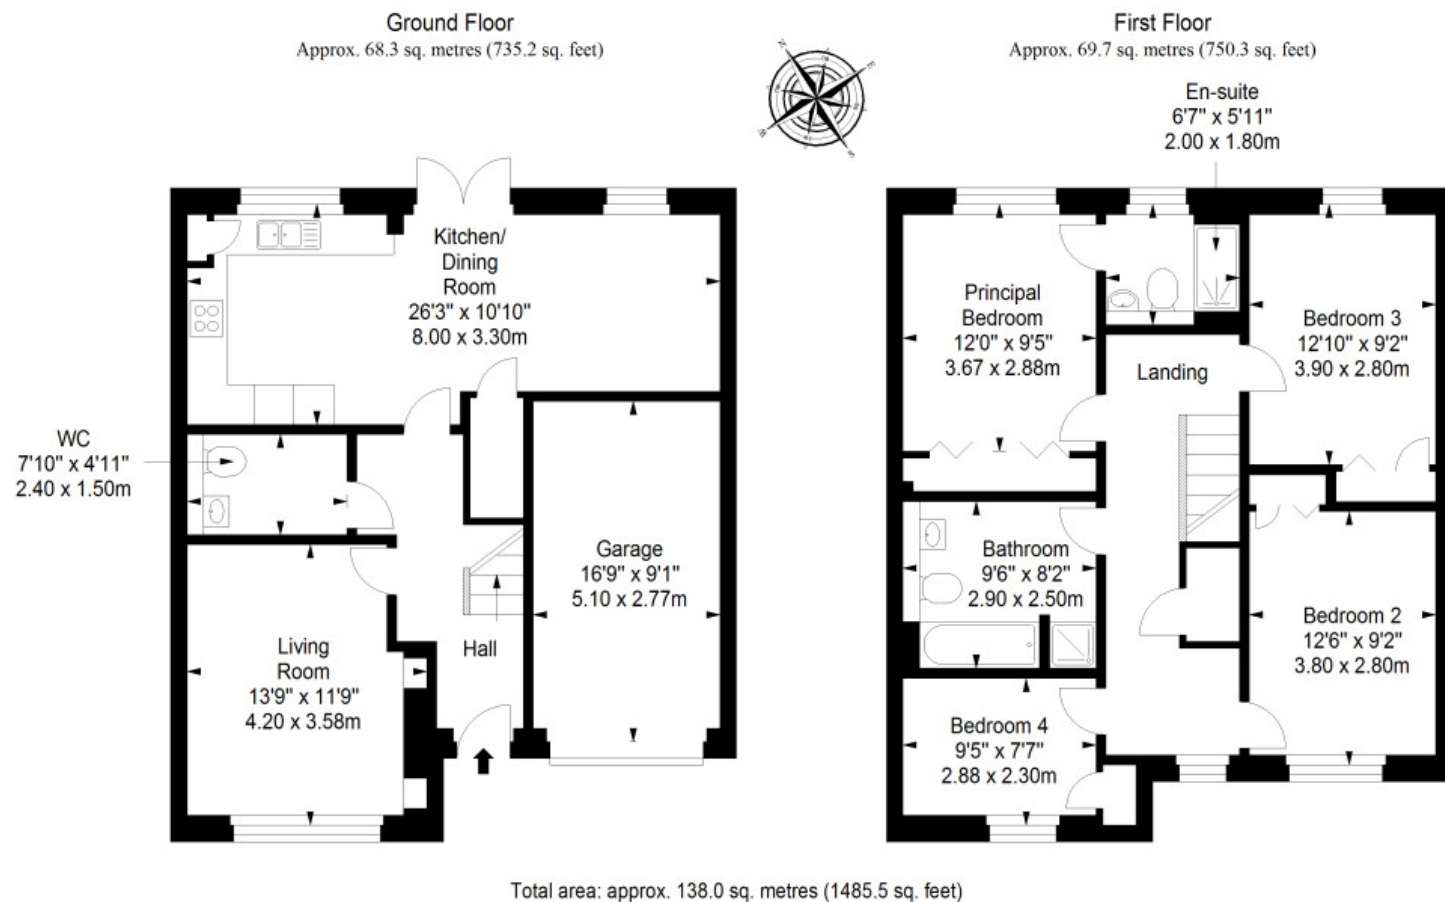 Ground Floor
Approx. 68.3 sq. metres (735.2 sq. feet)
First Floor
Approx. 69.7 sq. metres (750.3 sq. feet)
En-suite
6'7" x 5'11"
2.00 x 1.80m
Kitchen/
Dining
Room
26'3" x 10'10"
8.00 x 3.30m
Principal
Bedroom
12'0" x 9'5"
3.67 x 2.88m
Bedroom 3
12'10" x 9'2"
3.90 x 2.80m
Landing
WC
7'10" x 4'11"
2.40 x 1.50m
Garage
16'9" x 9'1"
5.10 x 2.77m
Bathroom
9'6" x 8'2"
2.90 x 2.50m
Bedroom 2
12'6" x 9'2"
3.80 x 2.80m
Living
Room
13'9" x 11'9"
4.20 x 3.58m
Hall
Bedroom 4
9'5" x 7'7"
2.88 x 2.30m
Total area: approx. 138.0 sq. metres (1485.5 sq. feet)